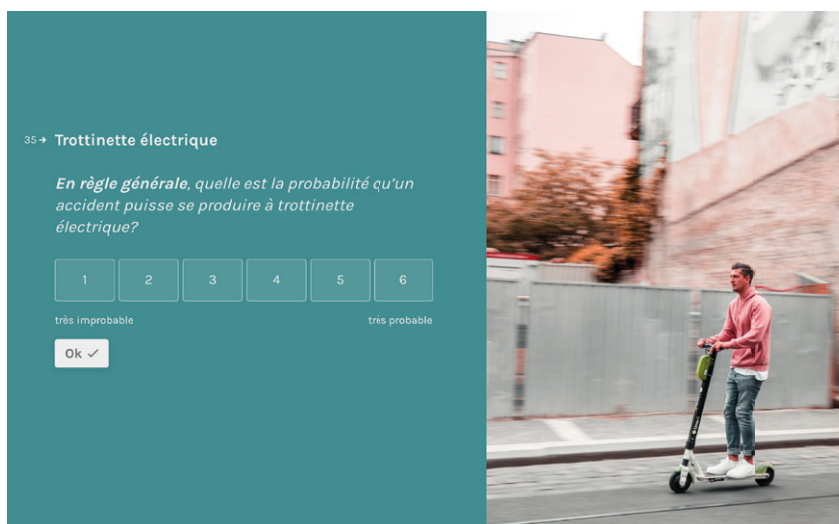 35→ Trottinette électrique
En règle générale, quelle est la probabilité qu'un
accident puisse se produire à trottinette
électrique?
1 2 3 4 5 6
très improbable très probable
Ok ✓